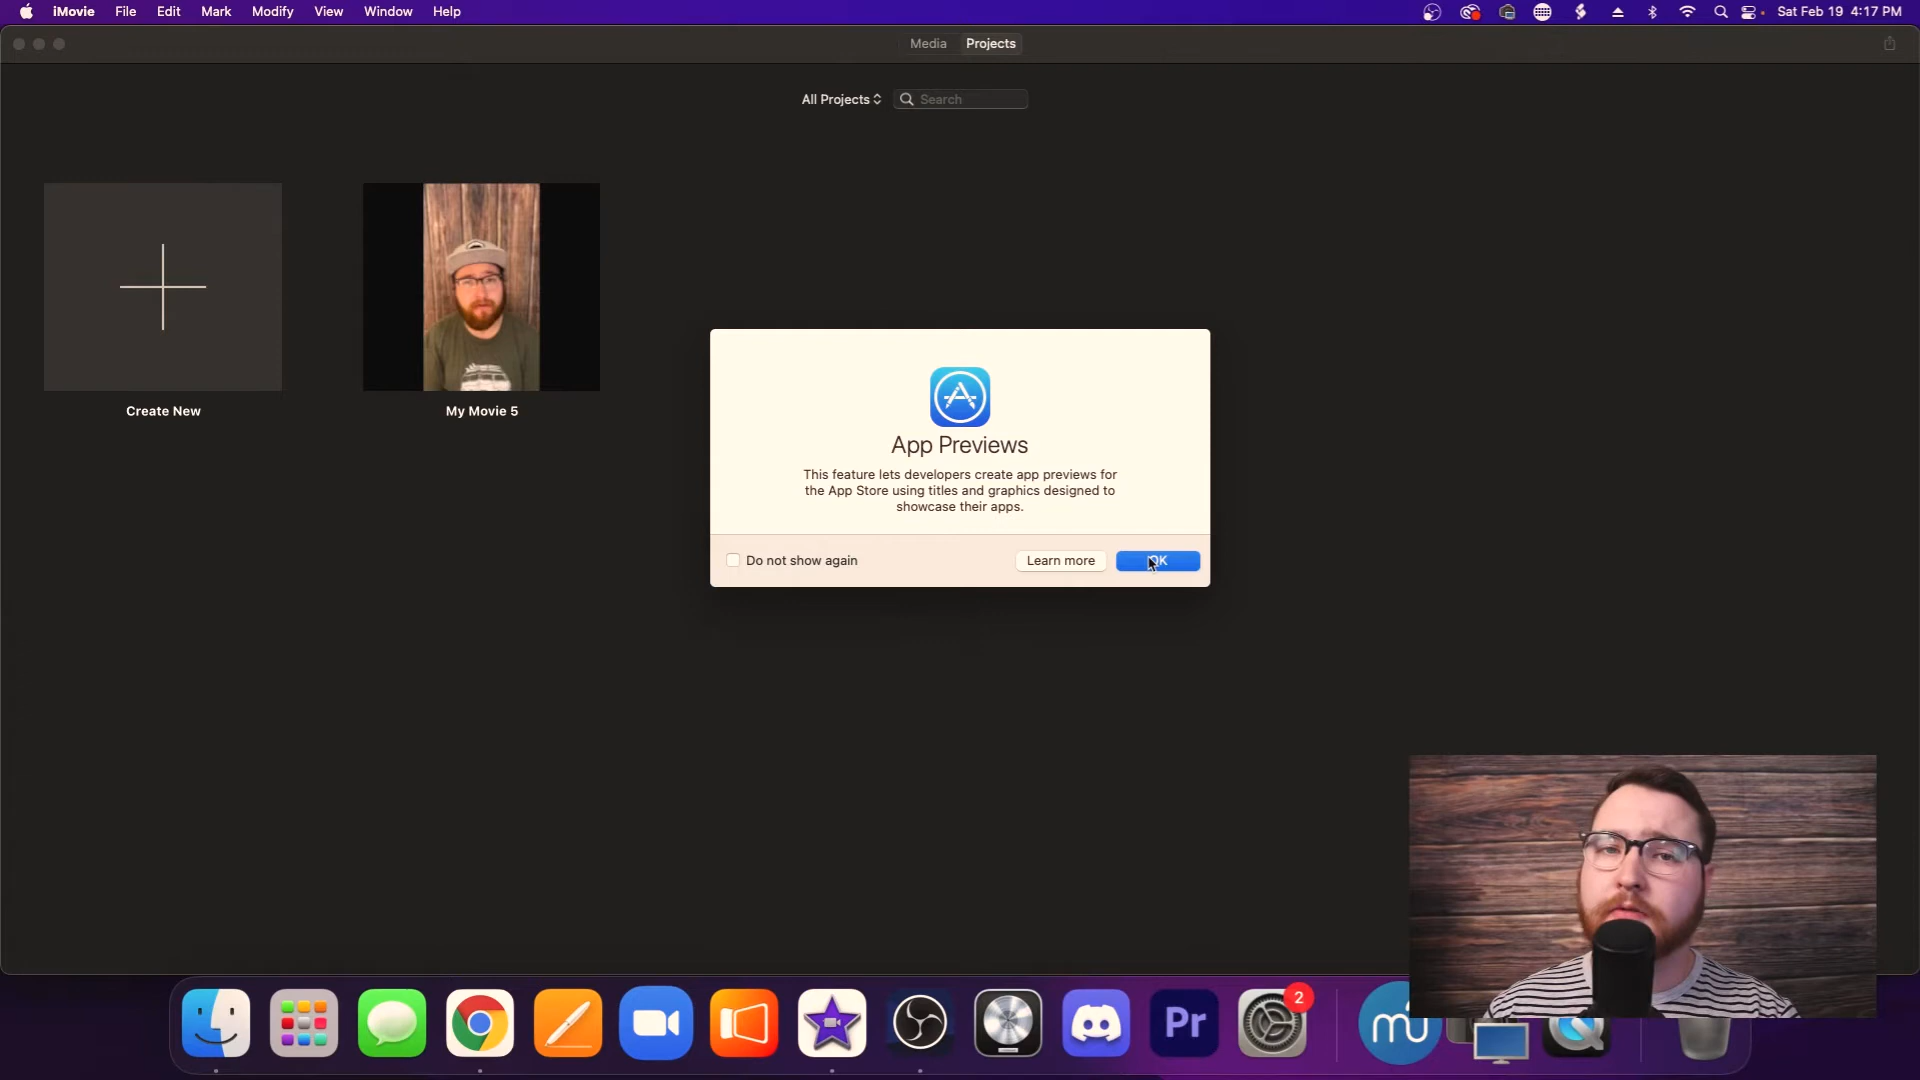 iMovie File Edit Mark Modify View Window Help
Sat Feb 19 4:17 PM
Media Projects
All Projects Search
Create New
My Movie 5
App Previews
This feature lets developers create app previews for
the App Store using titles and graphics designed to
showcase their apps.
Do not show again Learn more OK
2
Pr
mu